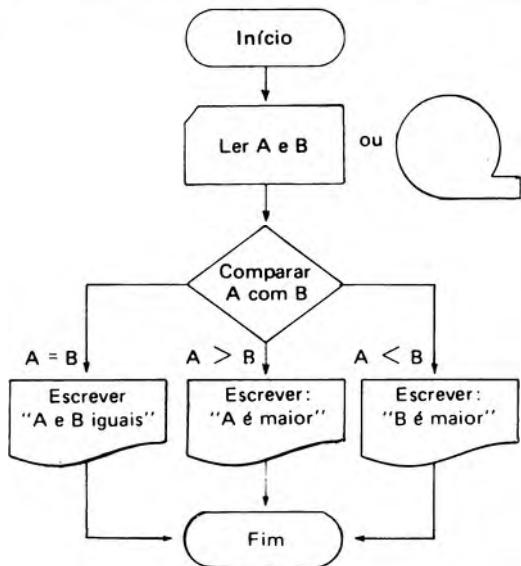 Início
Ler A e B
ou
Comparar
A com B
A = B
A > B
A < B
Escrever
"A e B iguais"
Escrever:
"A é maior"
Escrever:
"B é maior"
Fim